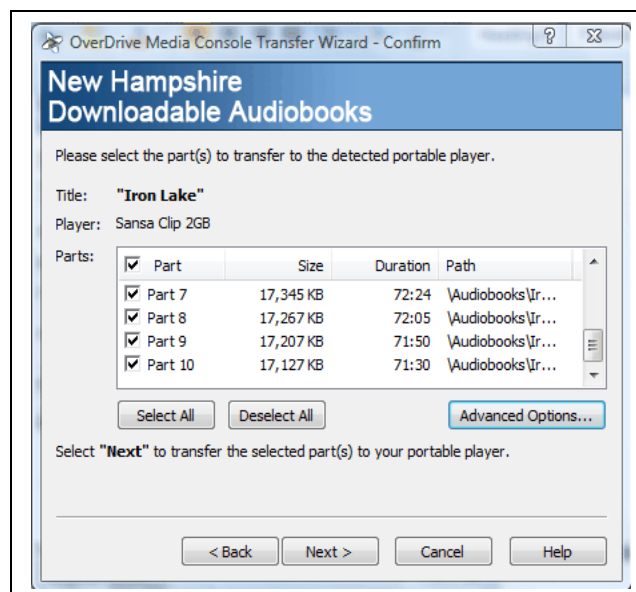 OverDrive Media Console Transfer Wizard - Confirm
New Hampshire
Downloadable Audiobooks
Please select the part(s) to transfer to the detected portable player.
Title: "Iron Lake"
Player: Sansa Clip 2GB
Parts: Part Size Duration Path
Part 7 17,345 KB 72:24 \Audiobooks\Ir...
Part 8 17,267 KB 72:05 \Audiobooks\Ir...
Part 9 17,207 KB 71:50 \Audiobooks\Ir...
Part 10 17,127 KB 71:30 \Audiobooks\Ir...
Select All Deselect All Advanced Options...
Select "Next" to transfer the selected part(s) to your portable player.
< Back Next > Cancel Help